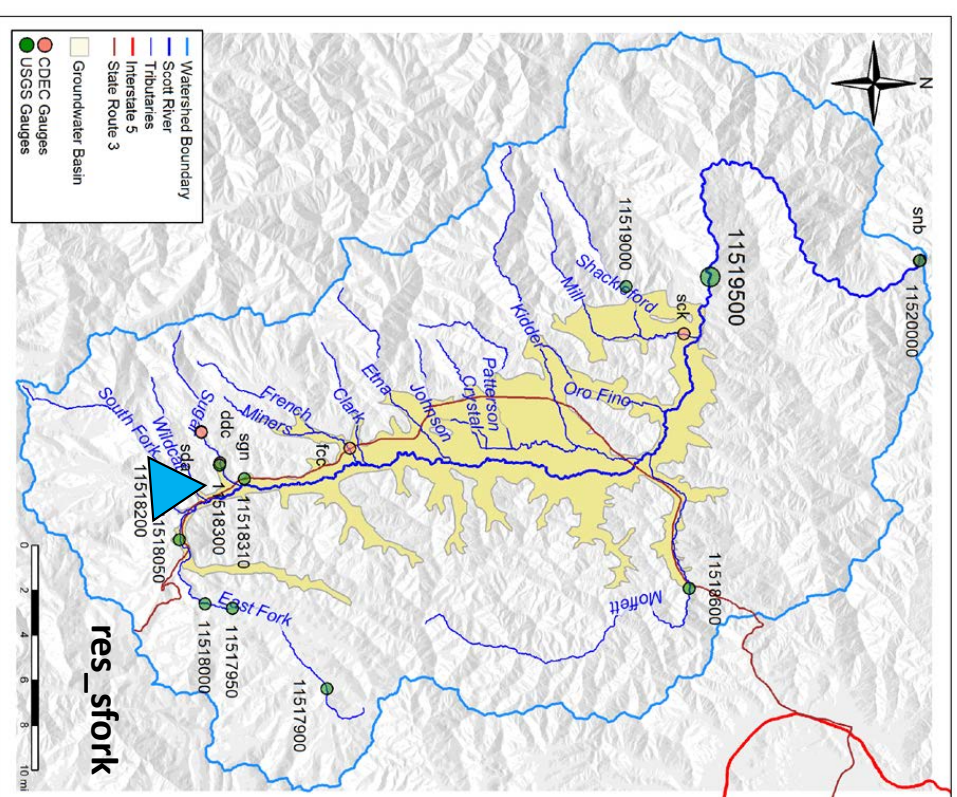 N
snb
11520000
11519500
11519000
Shackleford
Mill
sck
Kidder
Oro Fino
Patterson
Crystal
Johnson
Etna
Clark
French
Miners
Sugar
Wildcat
South Fork
fcc
sgn
ddc
sda
11518310
11518300
11518200
11518050
11518600
Moffett
East Fork
11518000
11517950
11517900
res_sfork
Watershed Boundary
Scott River
Tributaries
Interstate 5
State Route 3
Groundwater Basin
CDEC Gauges
USGS Gauges
0 2 4 6 8 10 mi